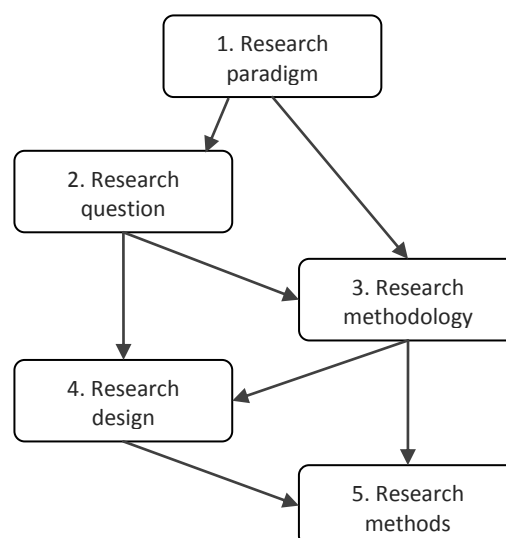 1. Research
paradigm
2. Research
question
3. Research
methodology
4. Research
design
5. Research
methods